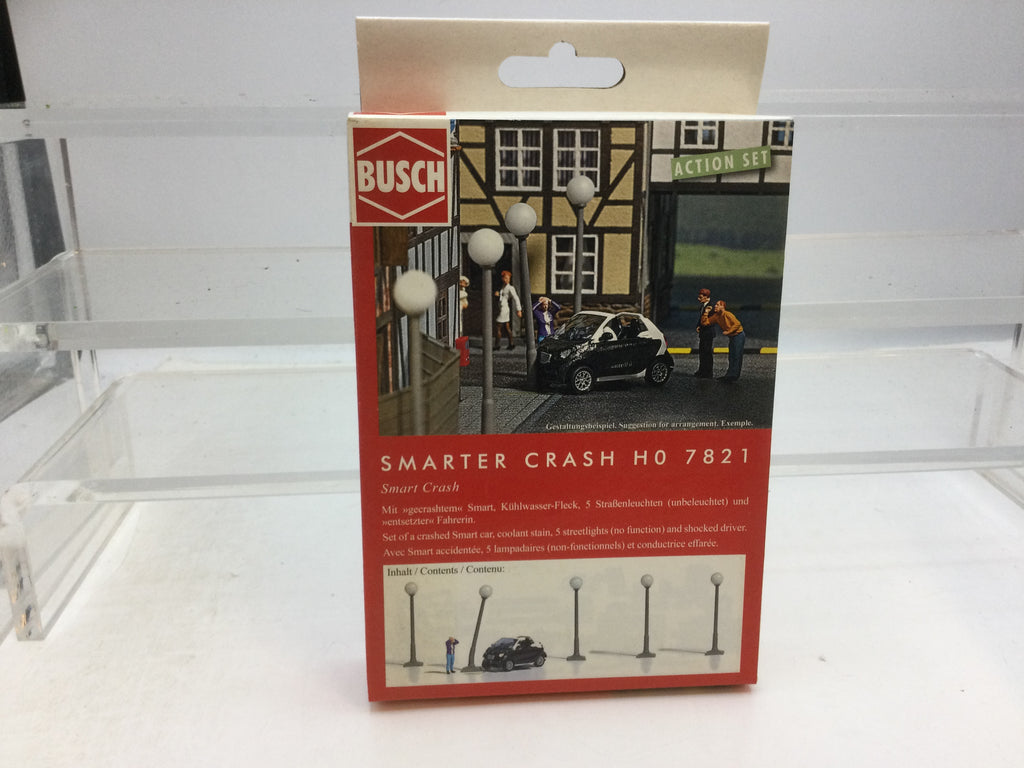 BUSCH
ACTION SET
Gestaltungsbeispiel. Suggestion for arrangement. Exemple.
SMARTER CRASH H0 7821
Smart Crash
Mit »gecrashtem« Smart, Kühlwasser-Fleck, 5 Straßenleuchten (unbeleuchtet) und
»entsetzter« Fahrerin.
Set of a crashed Smart car, coolant stain, 5 streetlights (no function) and shocked driver.
Avec Smart accidentée, 5 lampadaires (non-fonctionnels) et conductrice effarée.
Inhalt / Contents / Contenu: